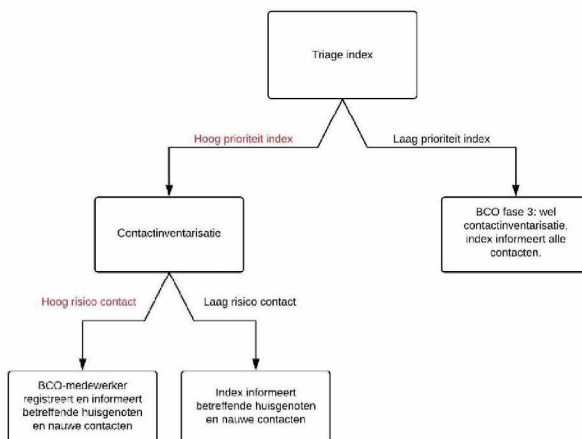 Triage index
Hoog prioriteit index
Laag prioriteit index
Contactinventarisatie
BCO fase 3: wel
contactinventarisatie,
index informeert alle
contacten.
Hoog risico contact
Laag risico contact
BCO-medewerker
registreert en informeert
betreffende huisgenoten
en nauwe contacten
Index informeert
betreffende huisgenoten
en nauwe contacten